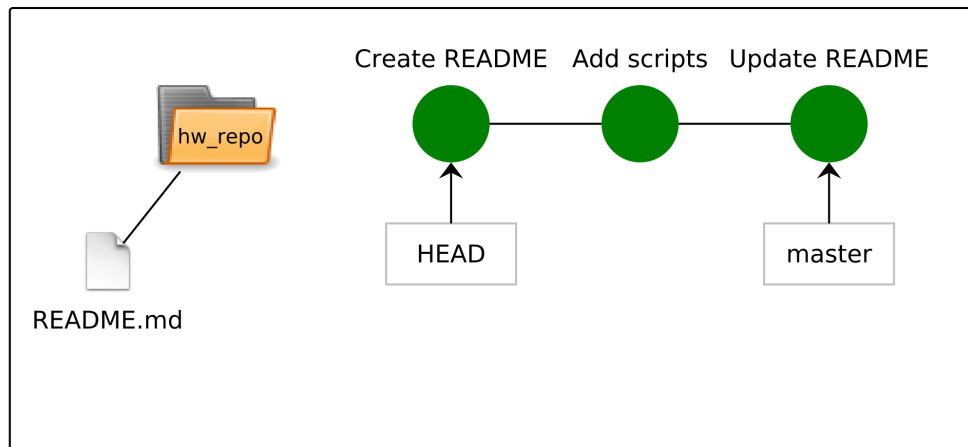 Create README Add scripts Update README
hw_repo
HEAD master
README.md